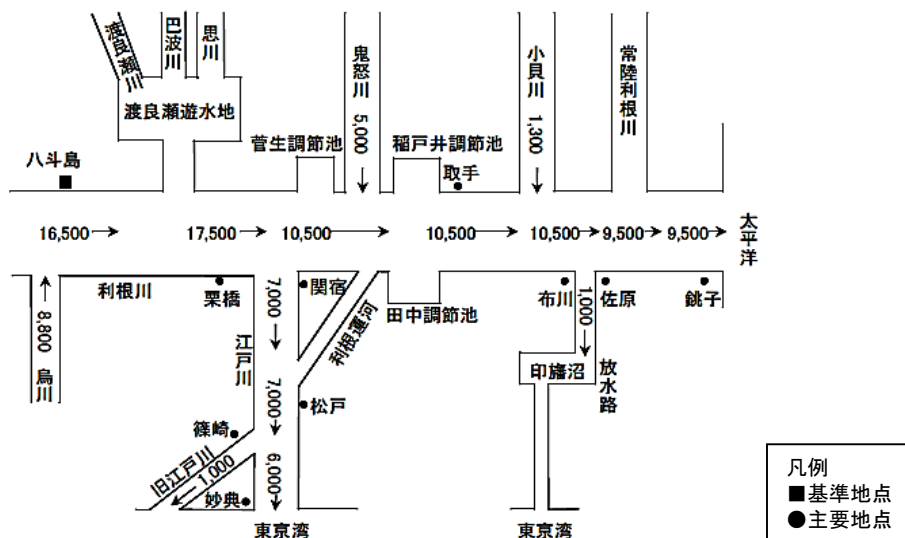 渡良瀬川
巴波川
思川
鬼怒川
5,000
小貝川
1,300
常陸利根川
渡良瀬遊水地
菅生調節池
稲戸井調節池
八斗島
取手
16,500
17,500
10,500
10,500
10,500
9,500
9,500
太平洋
利根川
栗橋
7,000
関宿
利根運河
田中調節池
布川
1,000
佐原
銚子
8,800
烏川
江戸川
印旛沼
放水路
7,000
松戸
篠崎
旧江戸川
1,000
6,000
妙典
東京湾
東京湾
凡例
■基準地点
●主要地点